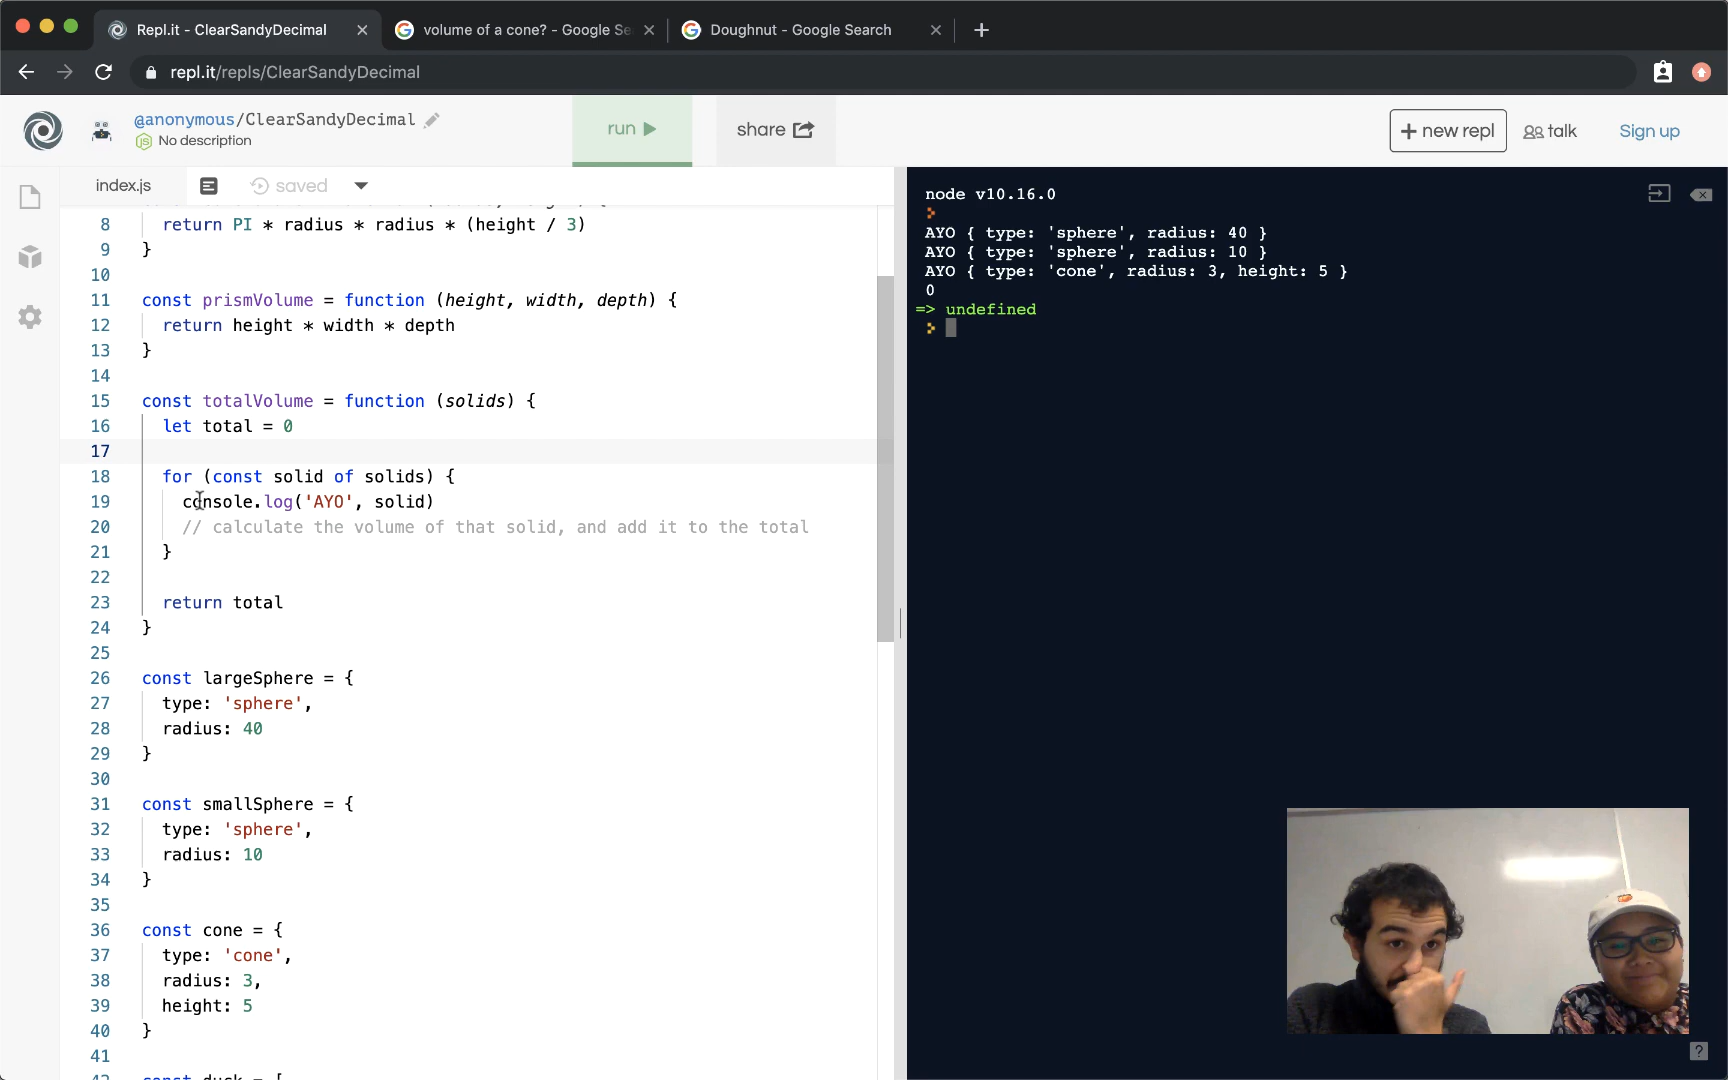 Repl.it - ClearSandyDecimal
volume of a cone? - Google Se
Doughnut - Google Search
repl.it/repls/ClearSandyDecimal
@anonymous/ClearSandyDecimal
No description
run
share
+ new repl
talk
Sign up
index.js
saved
8 return PI * radius * radius * (height / 3)
9 }
10
11 const prismVolume = function (height, width, depth) {
12 return height * width * depth
13 }
14
15 const totalVolume = function (solids) {
16 let total = 0
17
18 for (const solid of solids) {
19 console.log('AYO', solid)
20 // calculate the volume of that solid, and add it to the total
21 }
22
23 return total
24 }
25
26 const largeSphere = {
27 type: 'sphere',
28 radius: 40
29 }
30
31 const smallSphere = {
32 type: 'sphere',
33 radius: 10
34 }
35
36 const cone = {
37 type: 'cone',
38 radius: 3,
39 height: 5
40 }
41
node v10.16.0
AYO { type: 'sphere', radius: 40 }
AYO { type: 'sphere', radius: 10 }
AYO { type: 'cone', radius: 3, height: 5 }
0
=> undefined
?